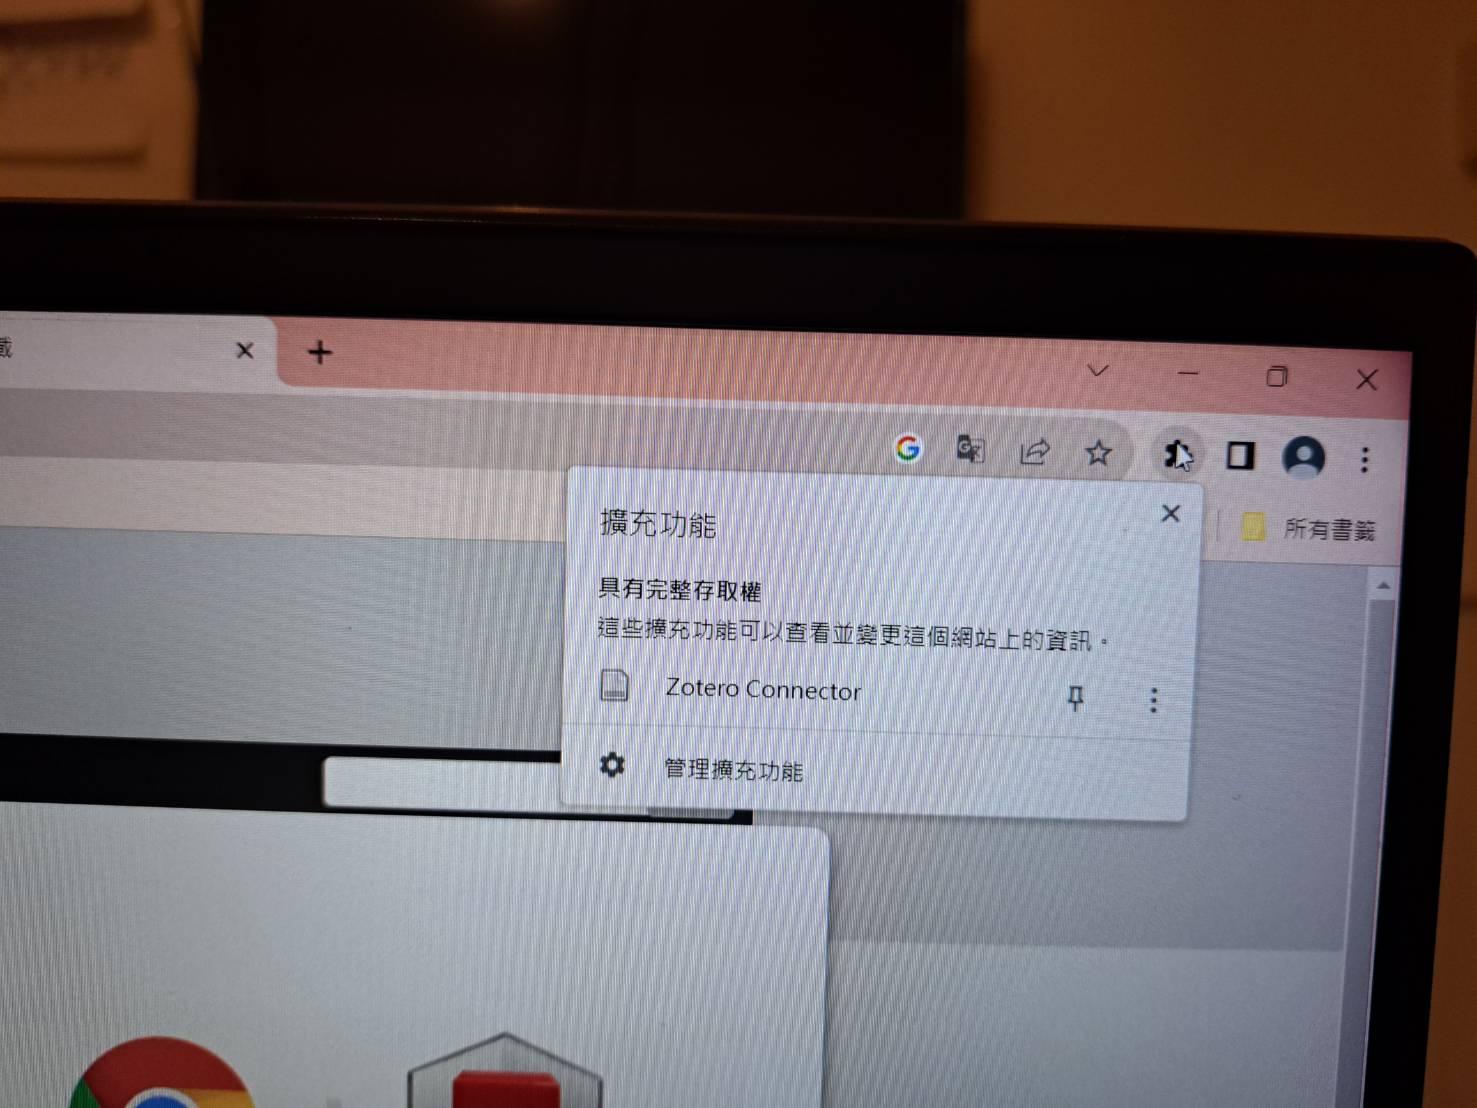 擴充功能
所有書籤
具有完整存取權
這些擴充功能可以查看並變更這個網站上的資訊。
Zotero Connector
管理擴充功能